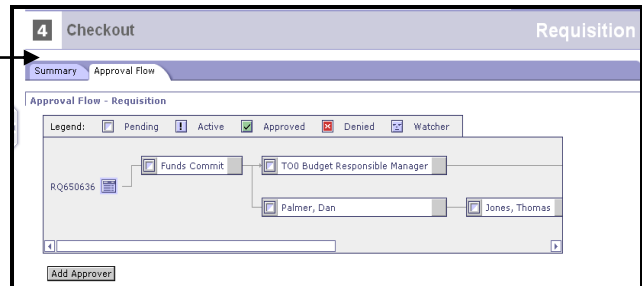 4 Checkout Requisition
Summary Approval Flow
Approval Flow - Requisition
Legend: Pending Active Approved Denied Watcher
Funds Commit TO0 Budget Responsible Manager
RQ650636
Palmer, Dan Jones, Thomas
Add Approver